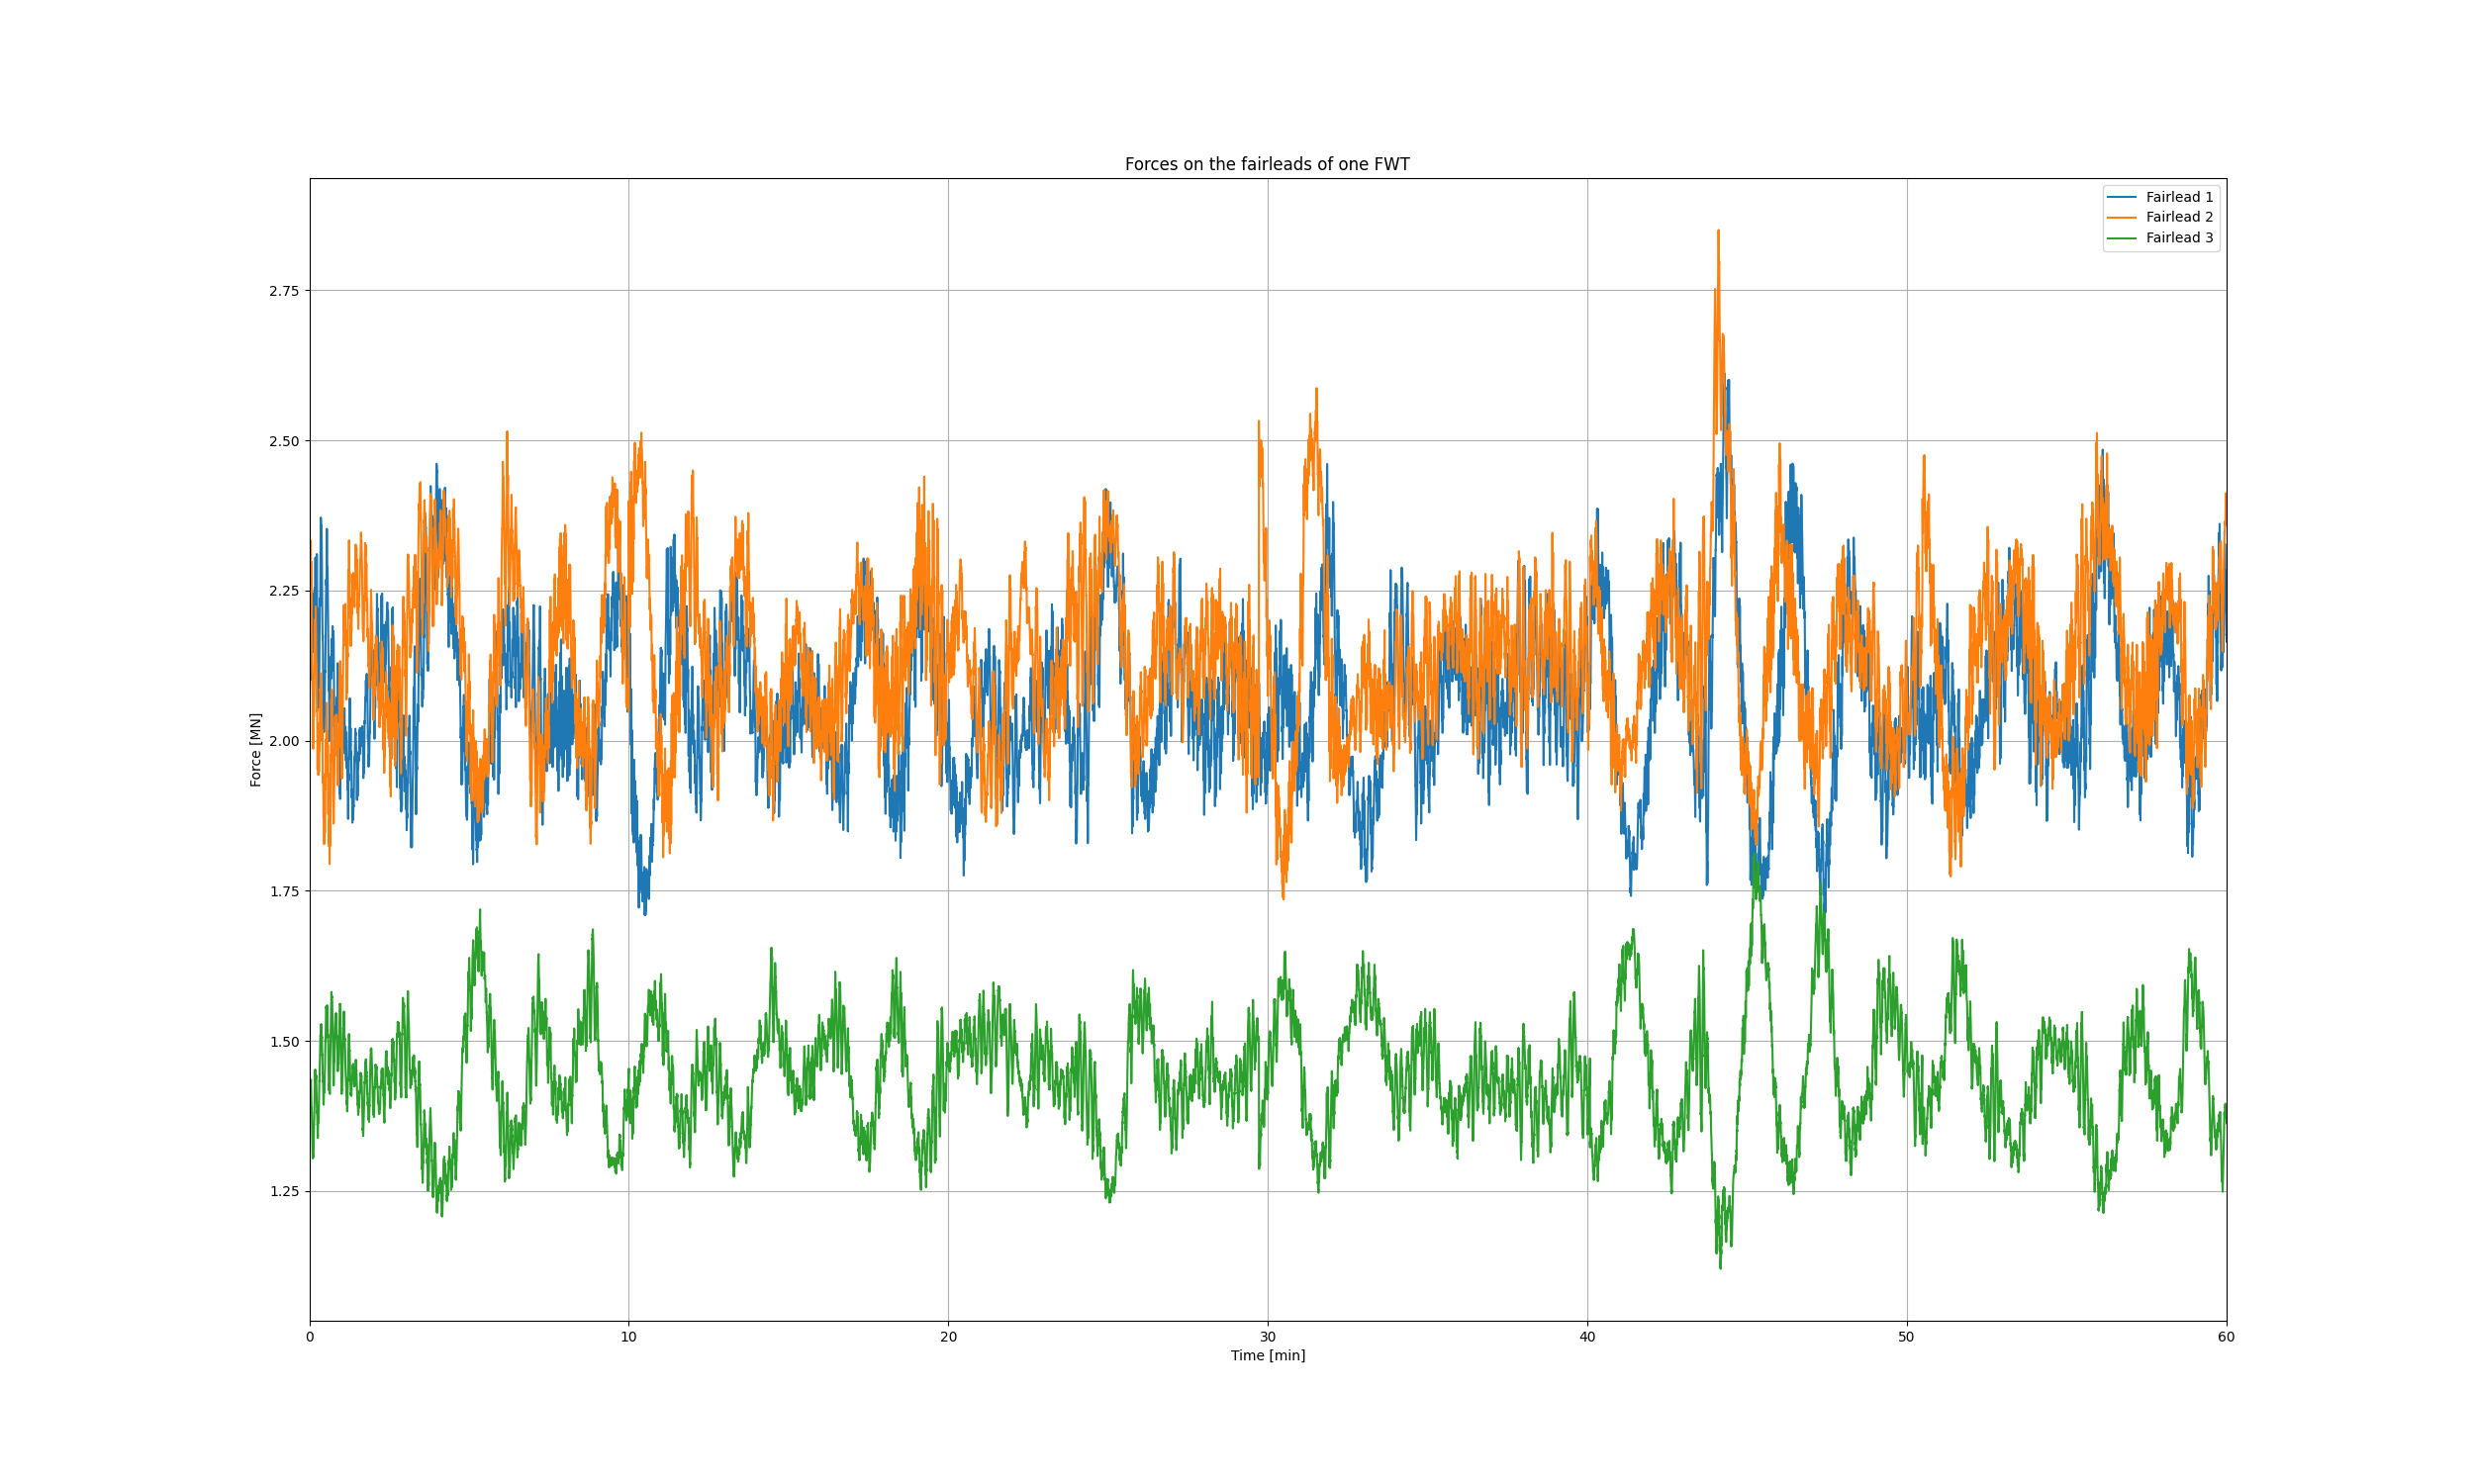 Forces on the fairleads of one FWT
Fairlead 1
Fairlead 2
Fairlead 3
Force [MN]
2.75
2.50
2.25
2.00
1.75
1.50
1.25
0 10 20 30 40 50 60
Time [min]